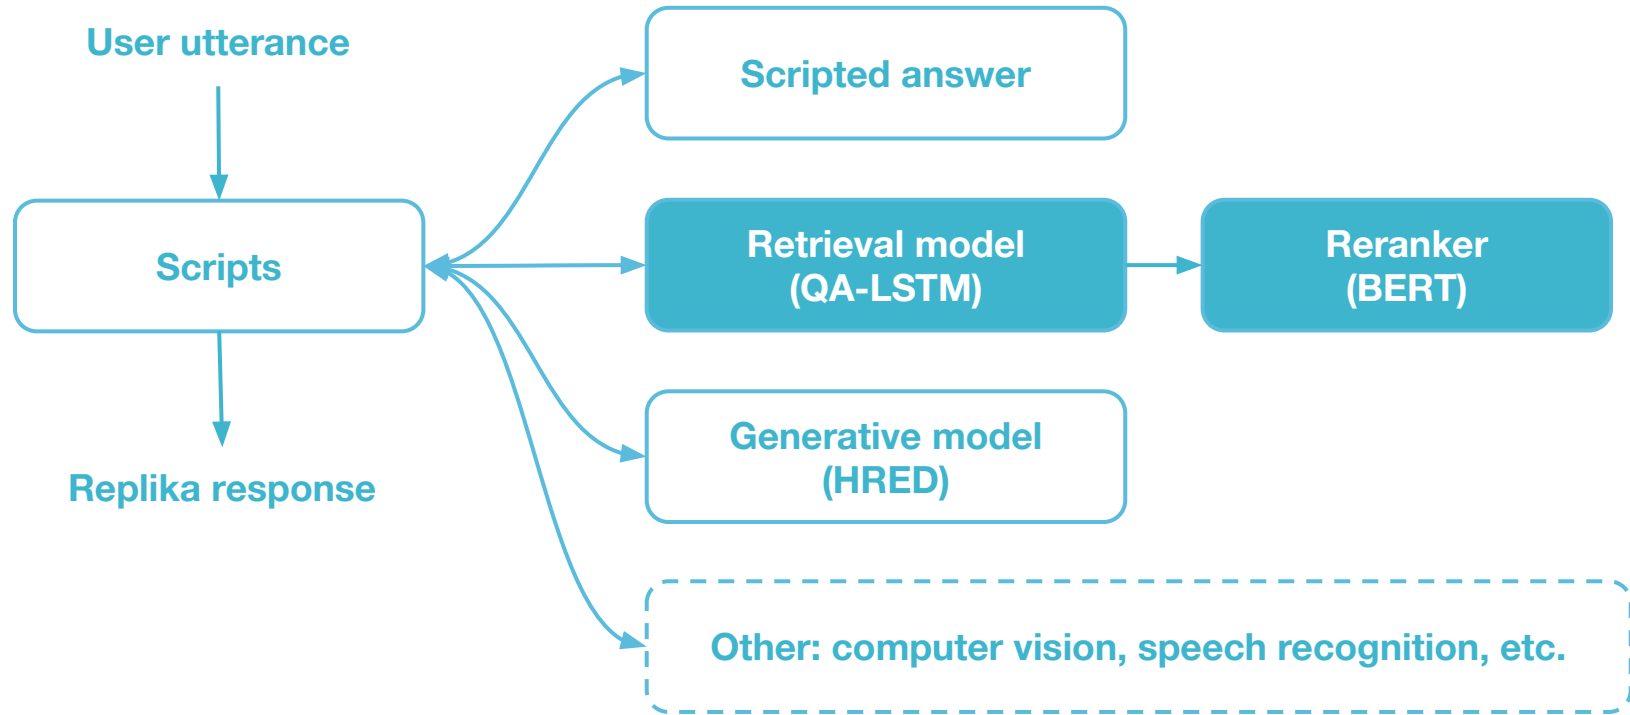 User utterance
Scripted answer
Scripts
Retrieval model
(QA-LSTM)
Reranker
(BERT)
Generative model
(HRED)
Replika response
Other: computer vision, speech recognition, etc.